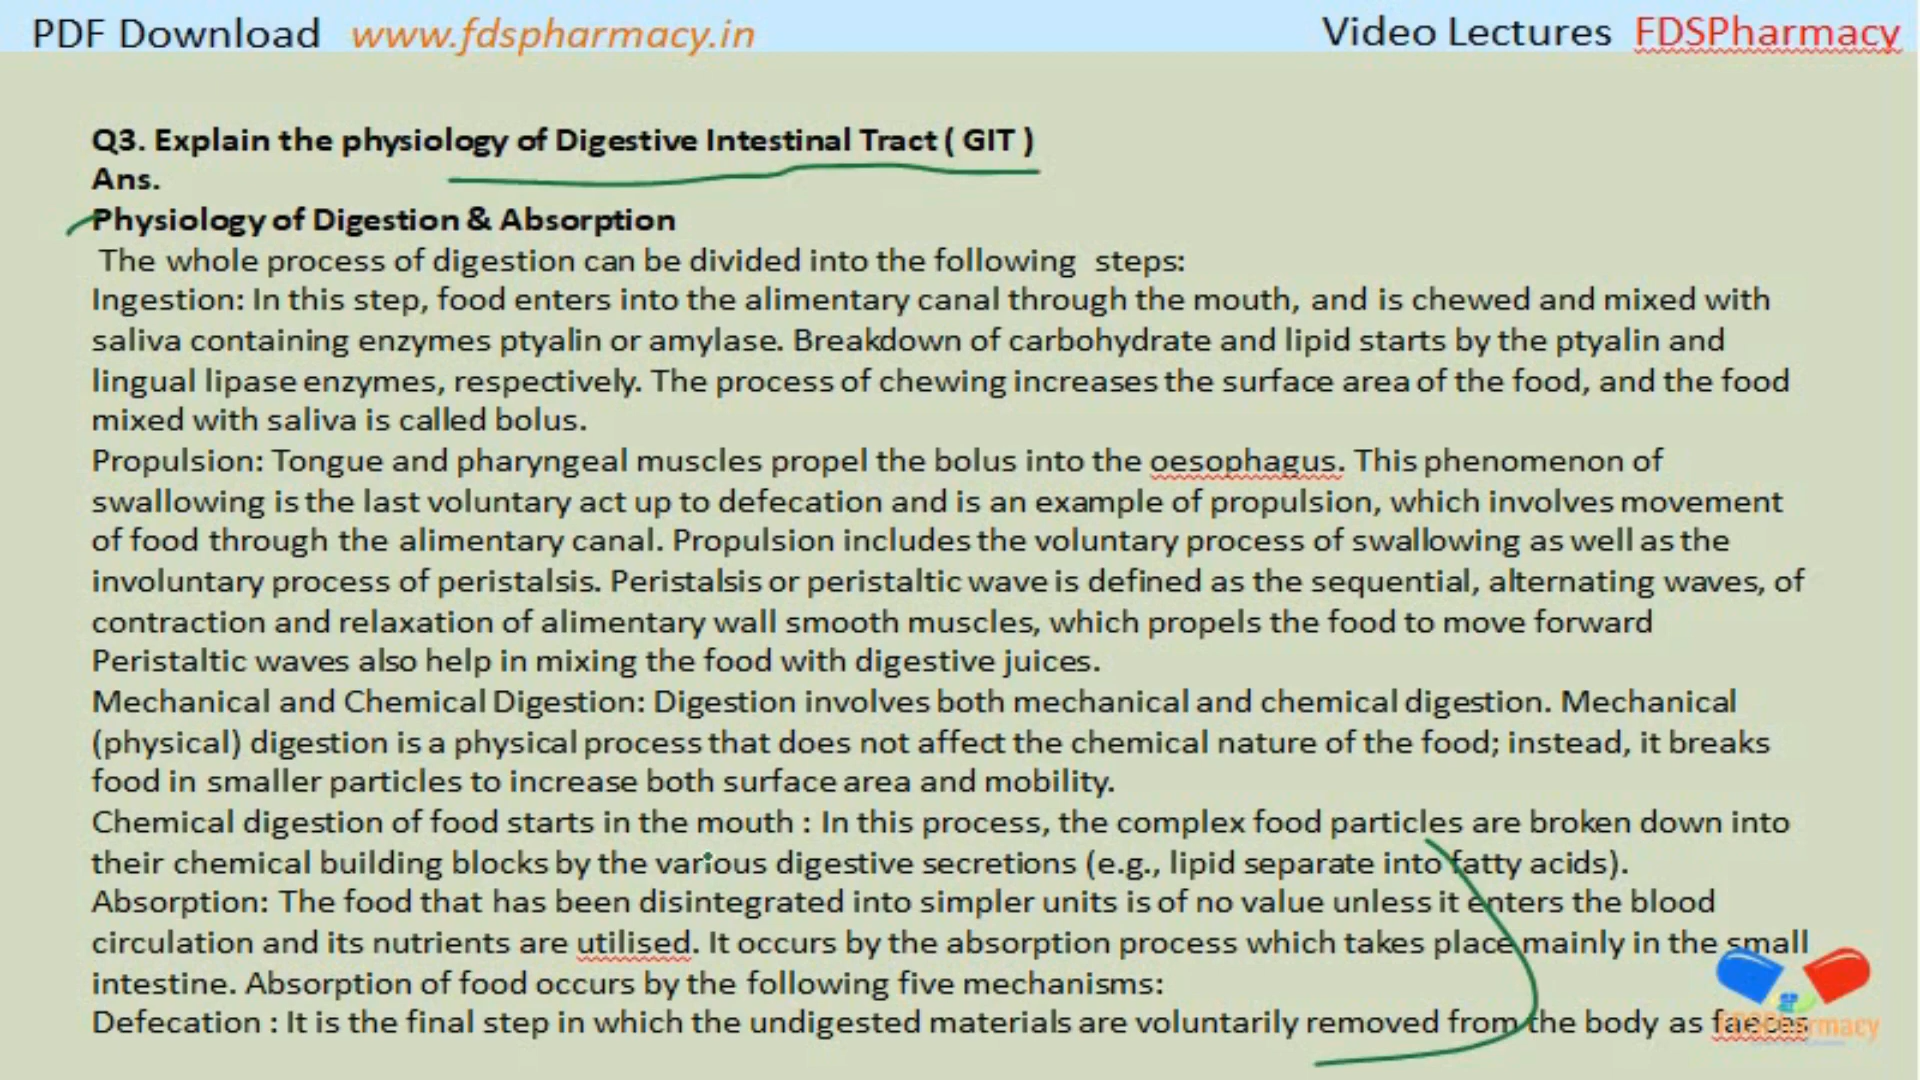 PDF Download www.fdspharmacy.in Video Lectures FDSPharmacy
Q3. Explain the physiology of Digestive Intestinal Tract ( GIT )
Ans.
Physiology of Digestion & Absorption
The whole process of digestion can be divided into the following steps:
Ingestion: In this step, food enters into the alimentary canal through the mouth, and is chewed and mixed with
saliva containing enzymes ptyalin or amylase. Breakdown of carbohydrate and lipid starts by the ptyalin and
lingual lipase enzymes, respectively. The process of chewing increases the surface area of the food, and the food
mixed with saliva is called bolus.
Propulsion: Tongue and pharyngeal muscles propel the bolus into the oesophagus. This phenomenon of
swallowing is the last voluntary act up to defecation and is an example of propulsion, which involves movement
of food through the alimentary canal. Propulsion includes the voluntary process of swallowing as well as the
involuntary process of peristalsis. Peristalsis or peristaltic wave is defined as the sequential, alternating waves, of
contraction and relaxation of alimentary wall smooth muscles, which propels the food to move forward
Peristaltic waves also help in mixing the food with digestive juices.
Mechanical and Chemical Digestion: Digestion involves both mechanical and chemical digestion. Mechanical
(physical) digestion is a physical process that does not affect the chemical nature of the food; instead, it breaks
food in smaller particles to increase both surface area and mobility.
Chemical digestion of food starts in the mouth : In this process, the complex food particles are broken down into
their chemical building blocks by the various digestive secretions (e.g., lipid separate into fatty acids).
Absorption: The food that has been disintegrated into simpler units is of no value unless it enters the blood
circulation and its nutrients are utilised. It occurs by the absorption process which takes place mainly in the small
intestine. Absorption of food occurs by the following five mechanisms:
Defecation : It is the final step in which the undigested materials are voluntarily removed from the body as faeces
FDSPharmacy